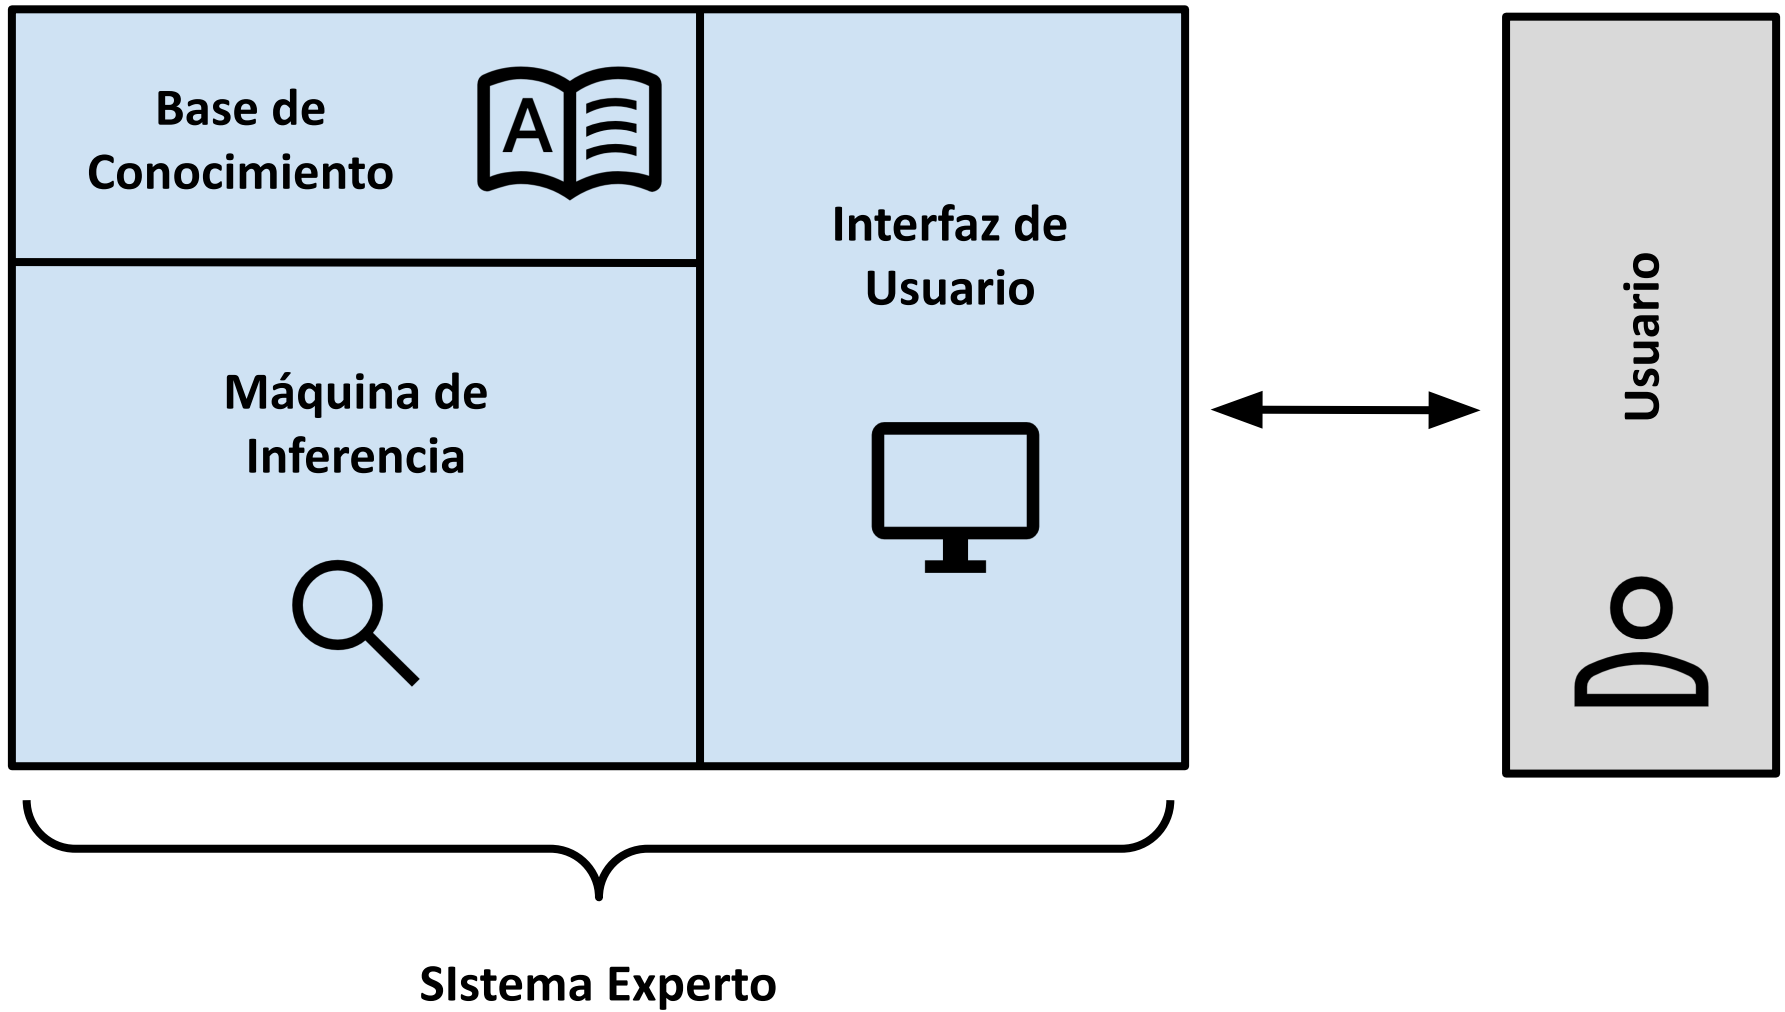 Base de
Conocimiento
A
Máquina de
Inferencia
Interfaz de
Usuario
Usuario
SIstema Experto